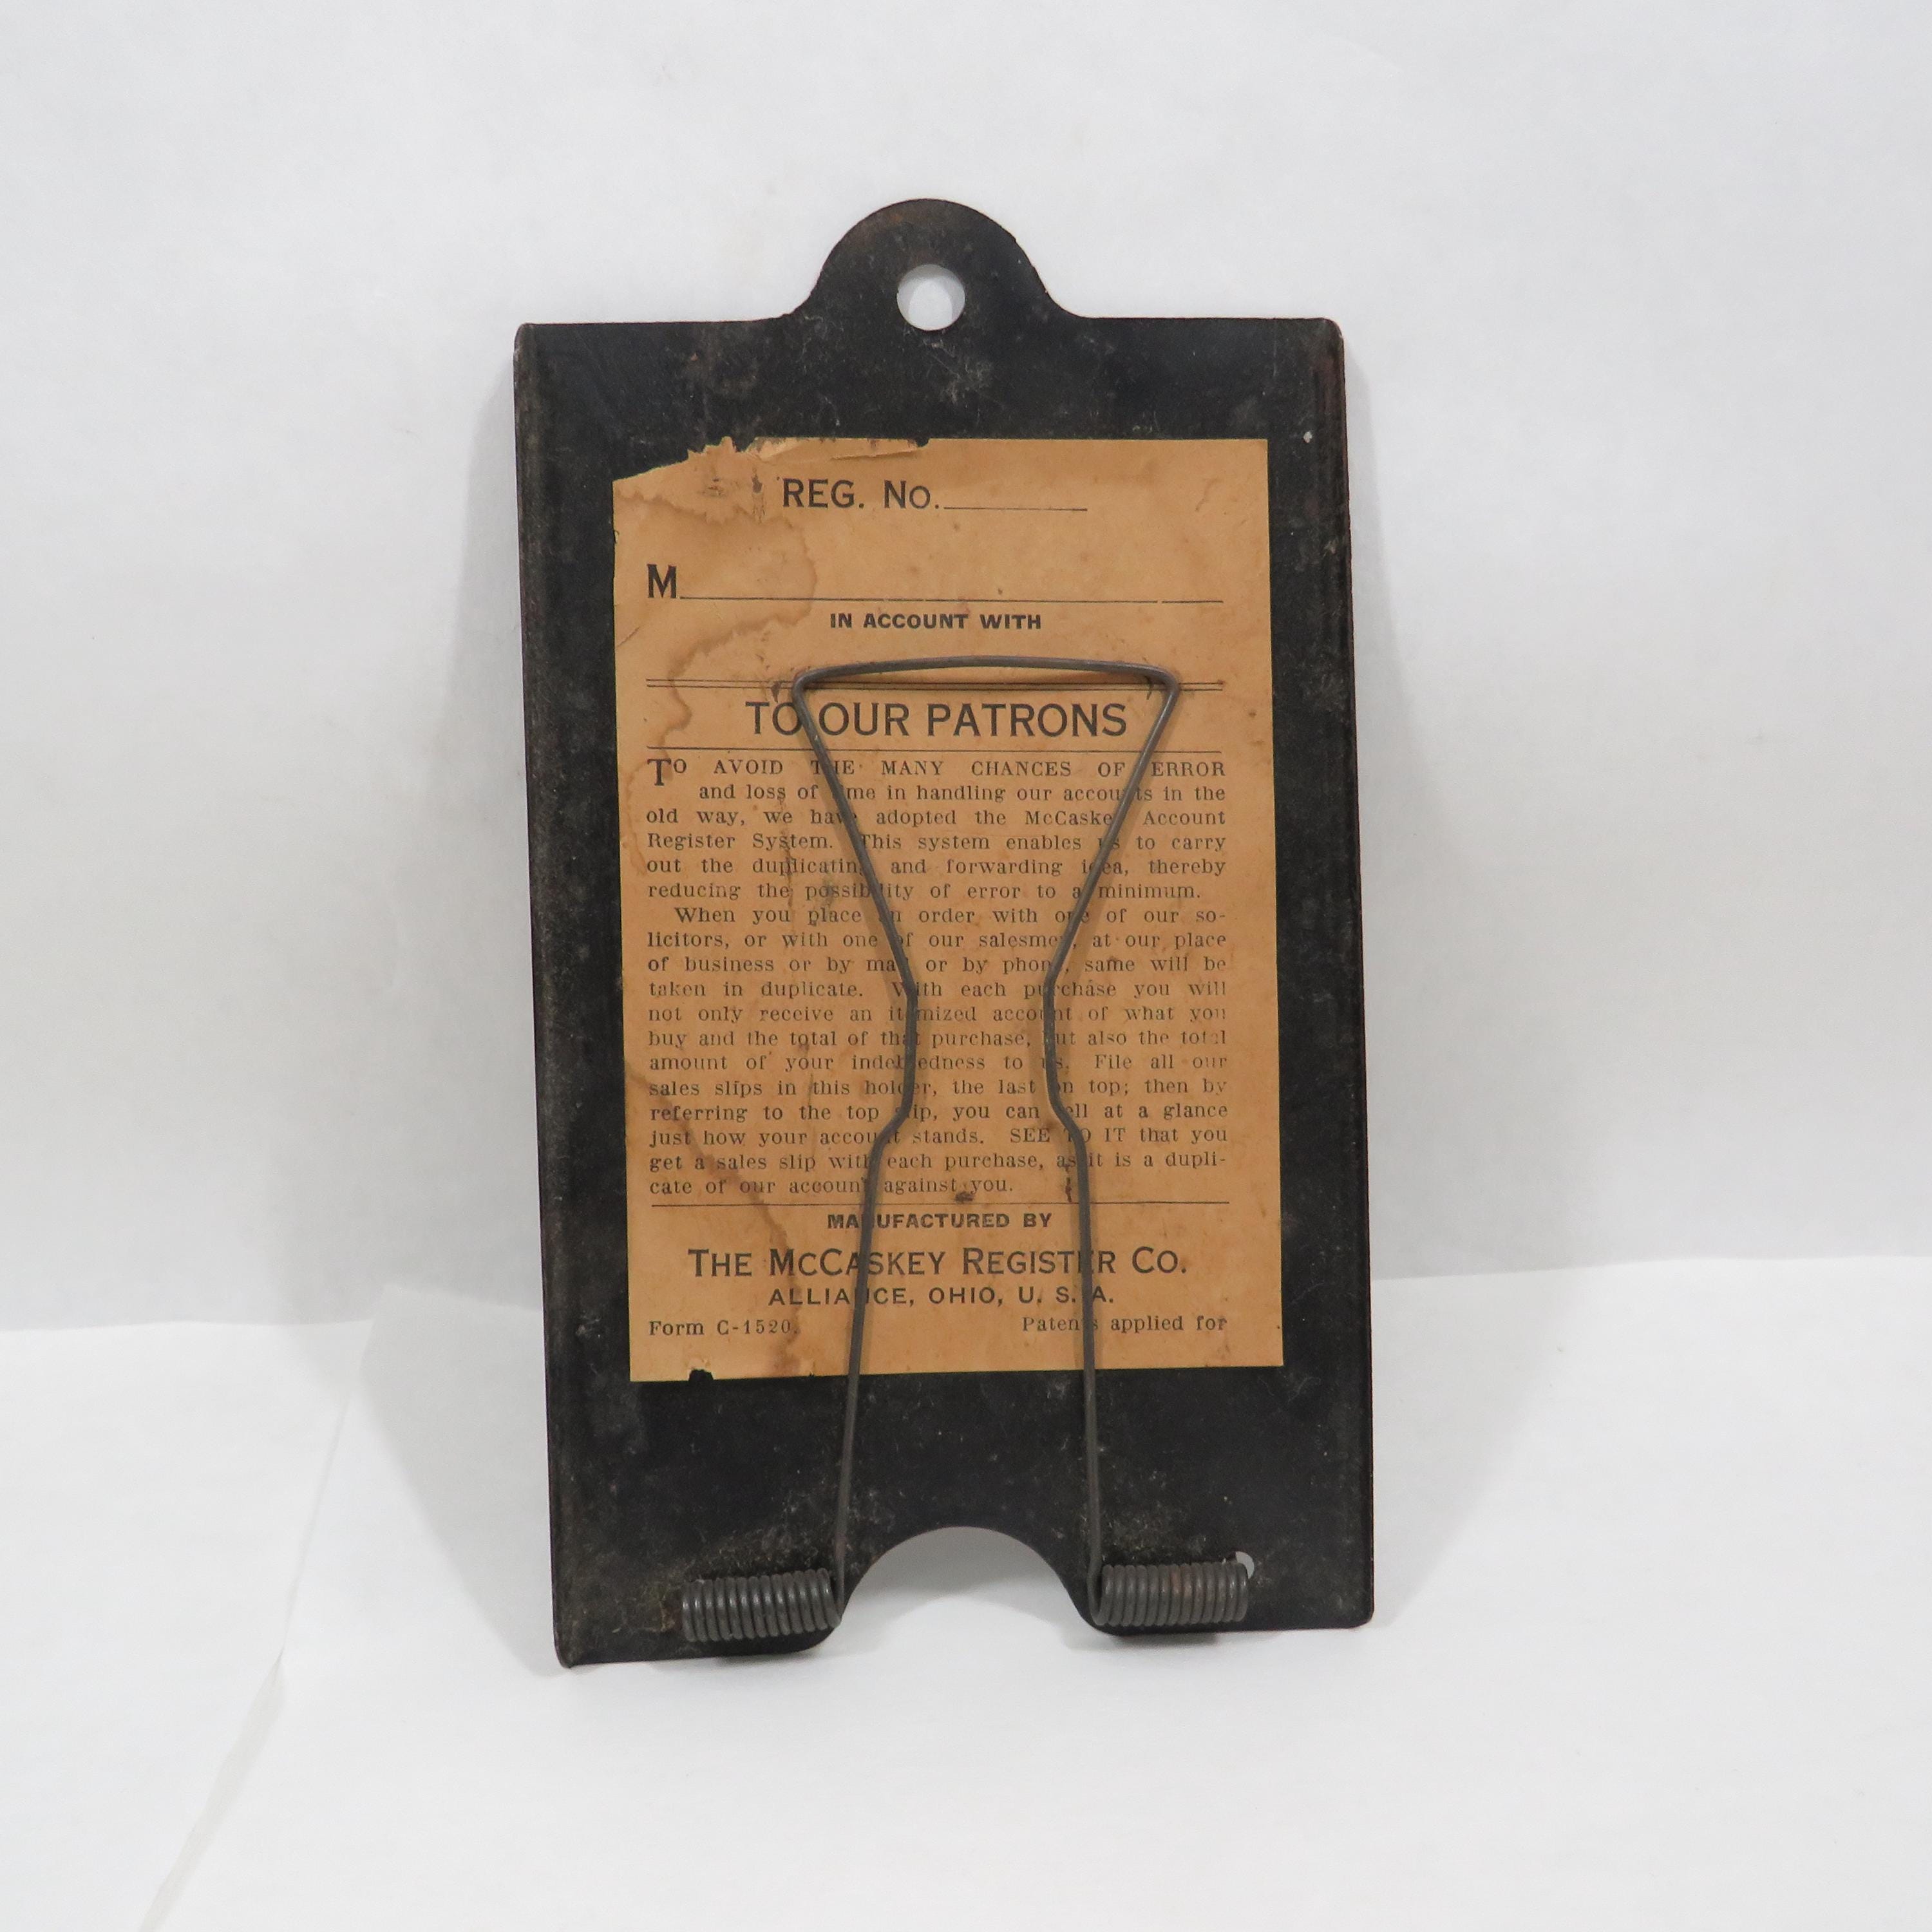 REG. No.
M
IN ACCOUNT WITH
TO OUR PATRONS
TO AVOID THE MANY CHANCES OF ERROR
and loss of time in handling our accounts in the
old way, we have adopted the McCaskey Account
Register System. This system enables us to carry
out the duplicating and forwarding idea, thereby
reducing the possibility of error to a minimum.
When you place an order with one of our so-
licitors, or with one of our salesmen, at our place
of business or by mail or by phone, same will be
taken in duplicate. With each purchase you will
not only receive an itemized account of what you
buy and the total of that purchase, but also the total
amount of your indebtedness to us. File all our
sales slips in this holder, the last on top; then by
referring to the top slip, you can tell at a glance
just how your account stands. SEE TO IT that you
get a sales slip with each purchase, as it is a dupli-
cate of our account against you.
MANUFACTURED BY
THE MCCASKEY REGISTER CO.
ALLIANCE, OHIO, U. S. A.
Form C-1520. Patents applied for